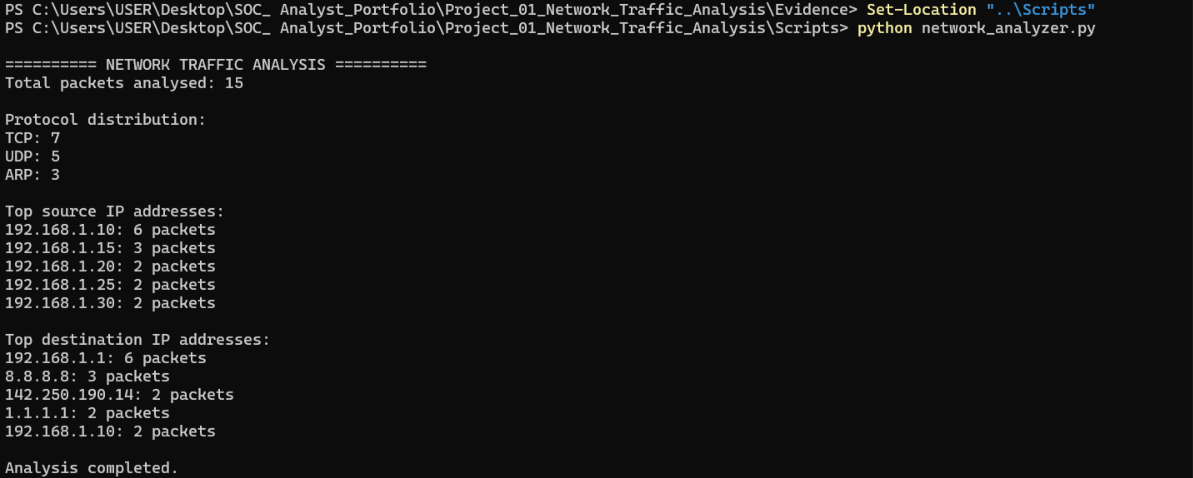 PS C:\Users\USER\Desktop\SOC_ Analyst_Portfolio\Project_01_Network_Traffic_Analysis\Evidence> Set-Location "..\Scripts"
PS C:\Users\USER\Desktop\SOC_ Analyst_Portfolio\Project_01_Network_Traffic_Analysis\Scripts> python network_analyzer.py
========== NETWORK TRAFFIC ANALYSIS ==========
Total packets analysed: 15
Protocol distribution:
TCP: 7
UDP: 5
ARP: 3
Top source IP addresses:
192.168.1.10: 6 packets
192.168.1.15: 3 packets
192.168.1.20: 2 packets
192.168.1.25: 2 packets
192.168.1.30: 2 packets
Top destination IP addresses:
192.168.1.1: 6 packets
8.8.8.8: 3 packets
142.250.190.14: 2 packets
1.1.1.1: 2 packets
192.168.1.10: 2 packets
Analysis completed.